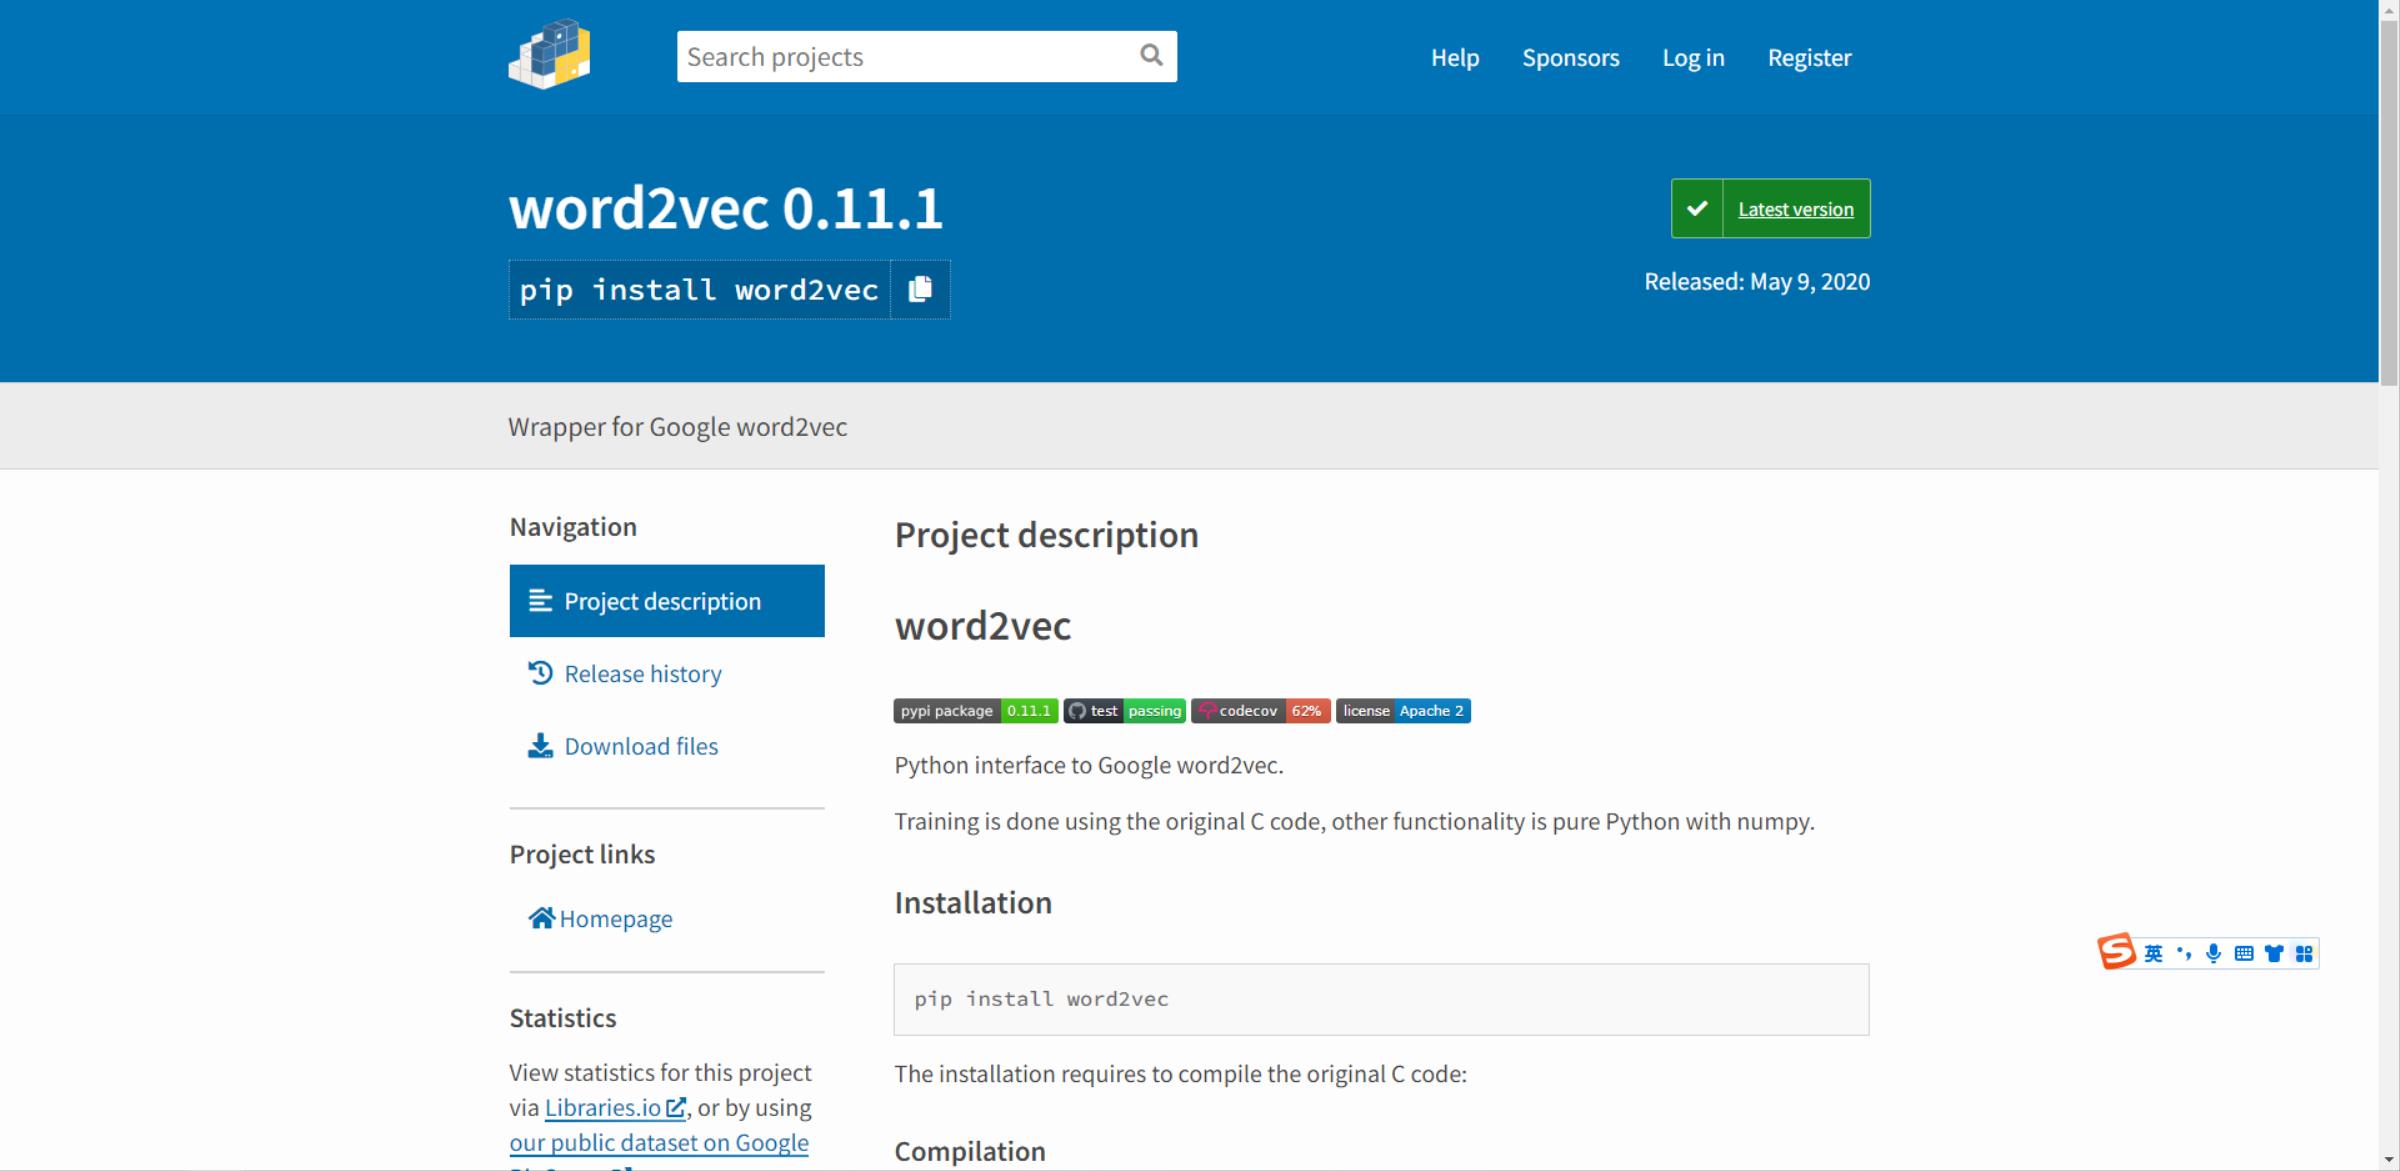 Search projects
Help
Sponsors
Log in
Register
word2vec 0.11.1
pip install word2vec
Latest version
Released: May 9, 2020
Wrapper for Google word2vec
Navigation
Project description
Release history
Download files
Project links
Homepage
Statistics
View statistics for this project
via Libraries.io, or by using
our public dataset on Google
Project description
word2vec
pypi package 0.11.1 test passing codecov 62% license Apache 2
Python interface to Google word2vec.
Training is done using the original C code, other functionality is pure Python with numpy.
Installation
pip install word2vec
The installation requires to compile the original C code:
Compilation
英